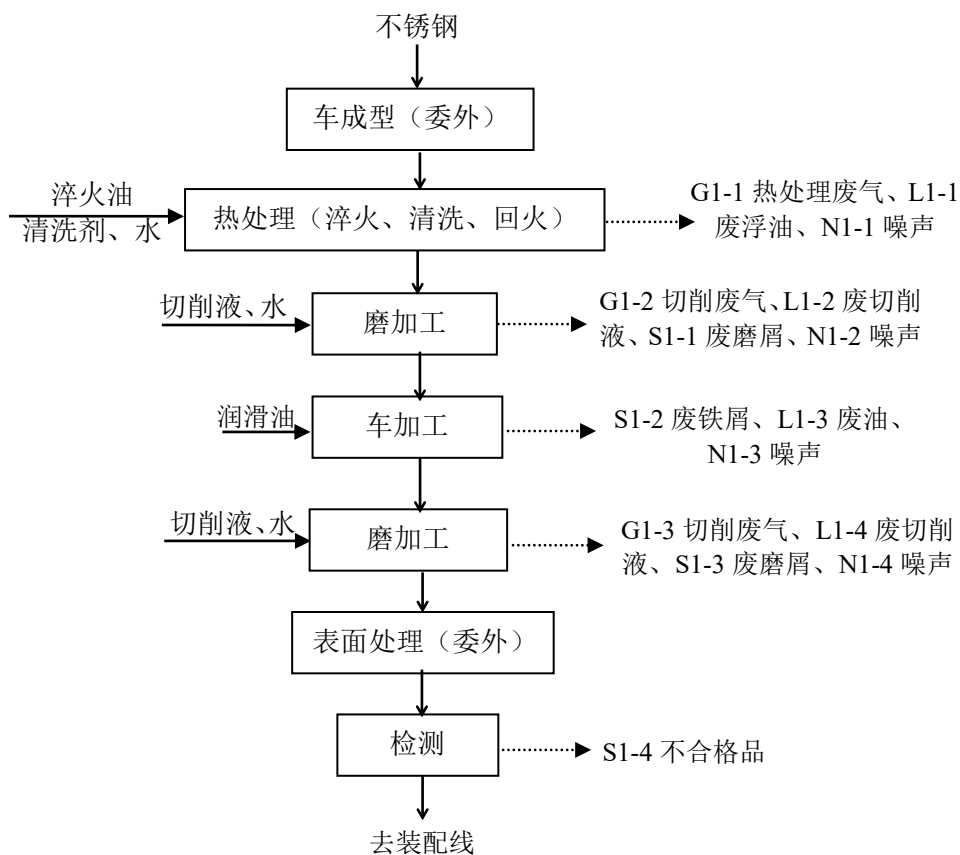 不锈钢
车成型（委外）
淬火油
清洗剂、水
热处理（淬火、清洗、回火）
G1-1 热处理废气、L1-1
废浮油、N1-1 噪声
切削液、水
磨加工
G1-2 切削废气、L1-2 废切削
液、S1-1 废磨屑、N1-2 噪声
润滑油
车加工
S1-2 废铁屑、L1-3 废油、
N1-3 噪声
切削液、水
磨加工
G1-3 切削废气、L1-4 废切削
液、S1-3 废磨屑、N1-4 噪声
表面处理（委外）
检测
S1-4 不合格品
去装配线